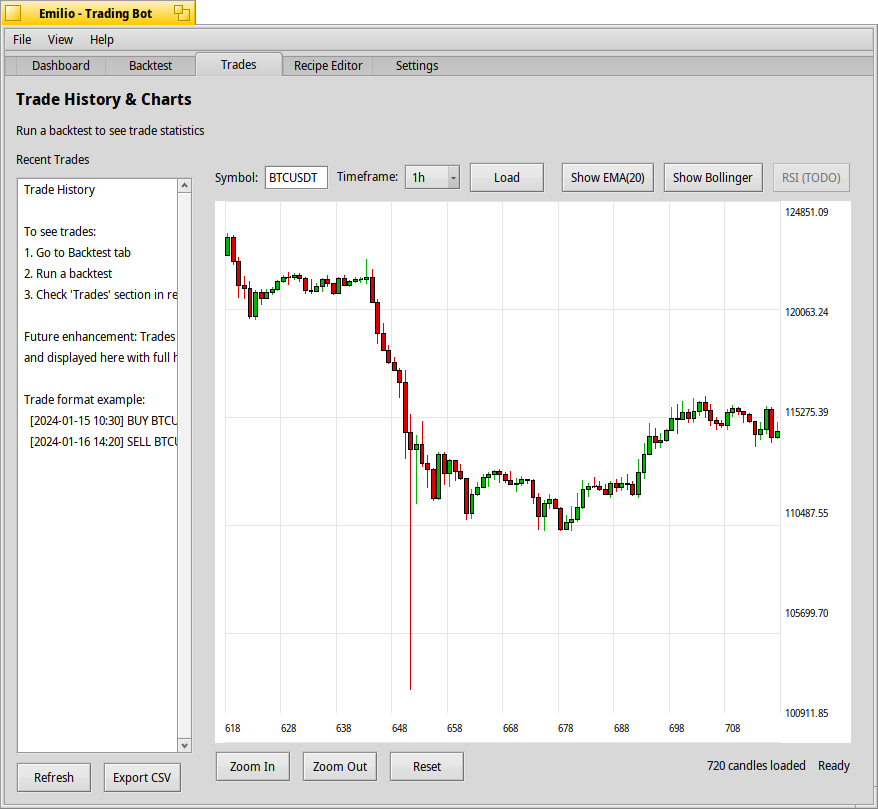 Emilio - Trading Bot
File View Help
Dashboard Backtest Trades Recipe Editor Settings
Trade History & Charts
Run a backtest to see trade statistics
Recent Trades
Trade History
To see trades:
1. Go to Backtest tab
2. Run a backtest
3. Check 'Trades' section in re
Future enhancement: Trades
and displayed here with full h
Trade format example:
[2024-01-15 10:30] BUY BTCU
[2024-01-16 14:20] SELL BTCU
Refresh Export CSV
Symbol: BTCUSDT Timeframe: 1h Load Show EMA(20) Show Bollinger RSI (TODO)
124851.09
120063.24
115275.39
110487.55
105699.70
100911.85
618 628 638 648 658 668 678 688 698 708
Zoom In Zoom Out Reset 720 candles loaded Ready